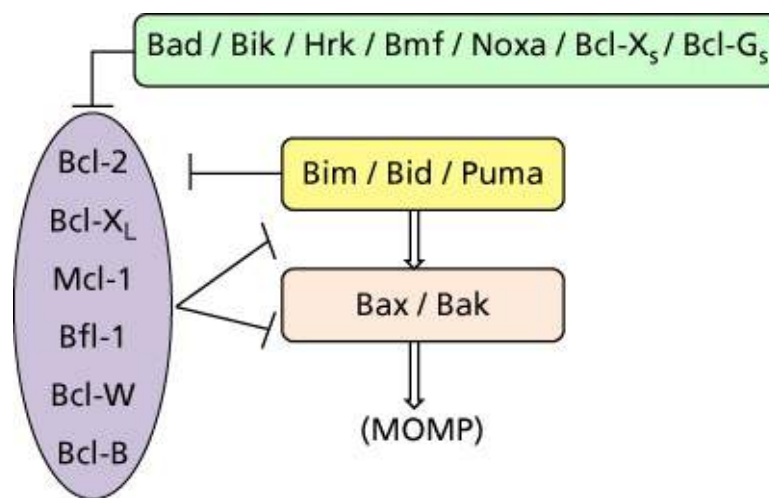 Bad / Bik / Hrk / Bmf / Noxa / Bcl-Xₛ / Bcl-Gₛ
Bcl-2
Bcl-X_L
Mcl-1
Bfl-1
Bcl-W
Bcl-B
Bim / Bid / Puma
Bax / Bak
(MOMP)